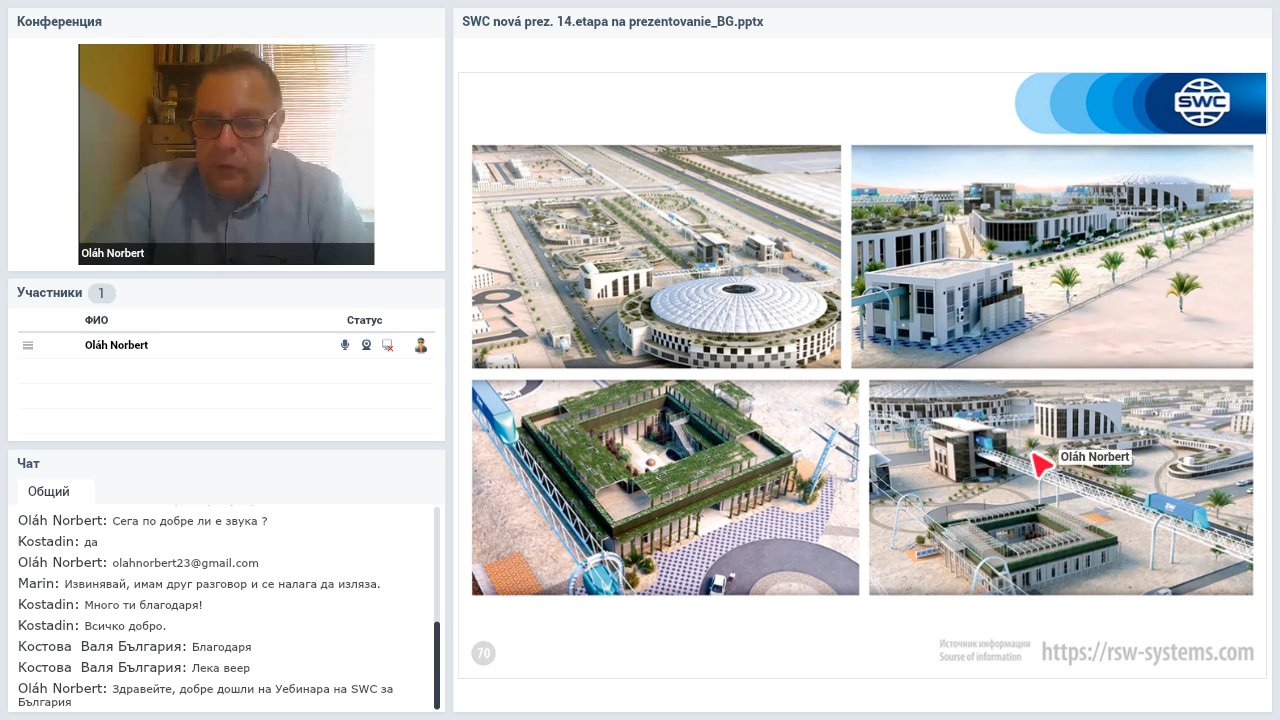 Конференция
Oláh Norbert
Участники 1
ФИО
Статус
Oláh Norbert
Чат
Общий
Oláh Norbert: Сега по добре ли е звука ?
Kostadin: да
Oláh Norbert: olahnorbert23@gmail.com
Marin: Извинявай, имам друг разговор и се налага да изляза.
Kostadin: Много ти благодаря!
Kostadin: Всичко добро.
Костова Валя България: Благодаря
Костова Валя България: Лека веер
Oláh Norbert: Здравейте, добре дошли на Уебинара на SWC за
България
SWC nová prez. 14.etapa na prezentovanie_BG.pptx
SWC
Oláh Norbert
70
Источник информации
Sourse of information
https://rsw-systems.com